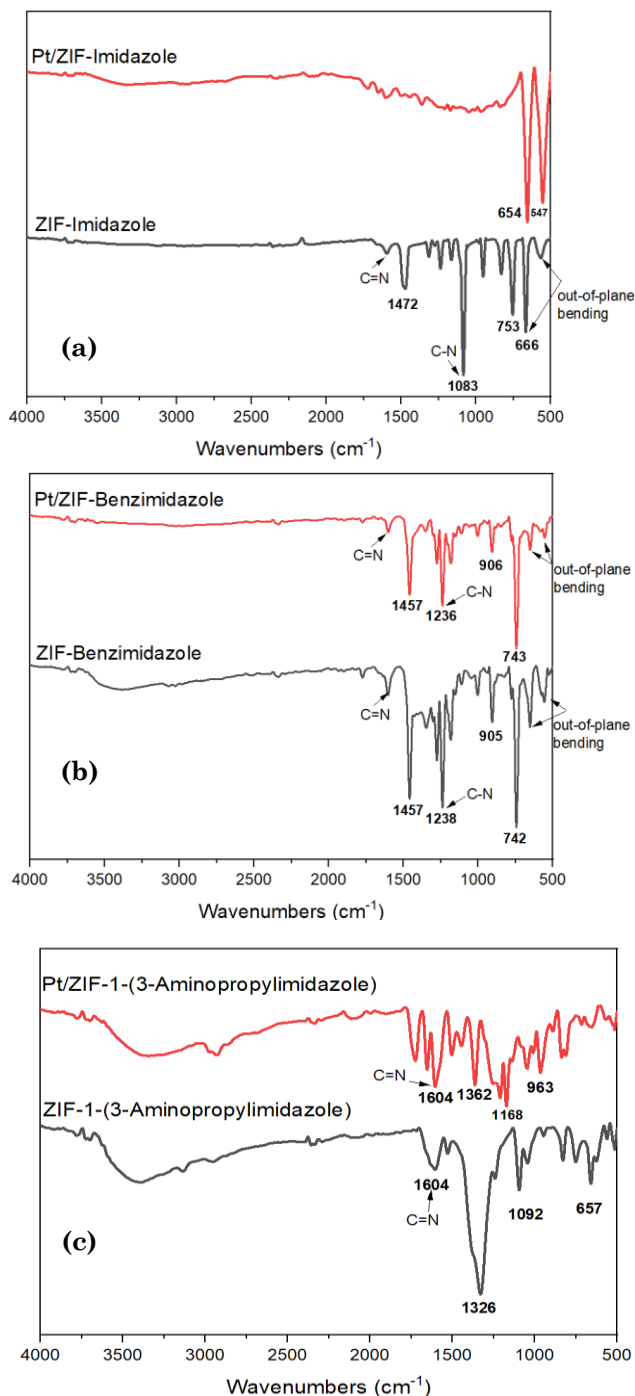 Pt/ZIF-Imidazole
654
547
ZIF-Imidazole
C=N
1472
out-of-plane
bending
753
666
(a)
C-N
1083
4000 3500 3000 2500 2000 1500 1000 500
Wavenumbers (cm-1)
Pt/ZIF-Benzimidazole
C=N
906
out-of-plane
bending
1457
1236
C-N
743
ZIF-Benzimidazole
C=N
905
out-of-plane
bending
(b)
1457
1238
C-N
742
4000 3500 3000 2500 2000 1500 1000 500
Wavenumbers (cm-1)
Pt/ZIF-1-(3-Aminopropylimidazole)
C=N
1604
1362
963
1168
ZIF-1-(3-Aminopropylimidazole)
1604
C=N
1092
657
(c)
1326
4000 3500 3000 2500 2000 1500 1000 500
Wavenumbers (cm-1)